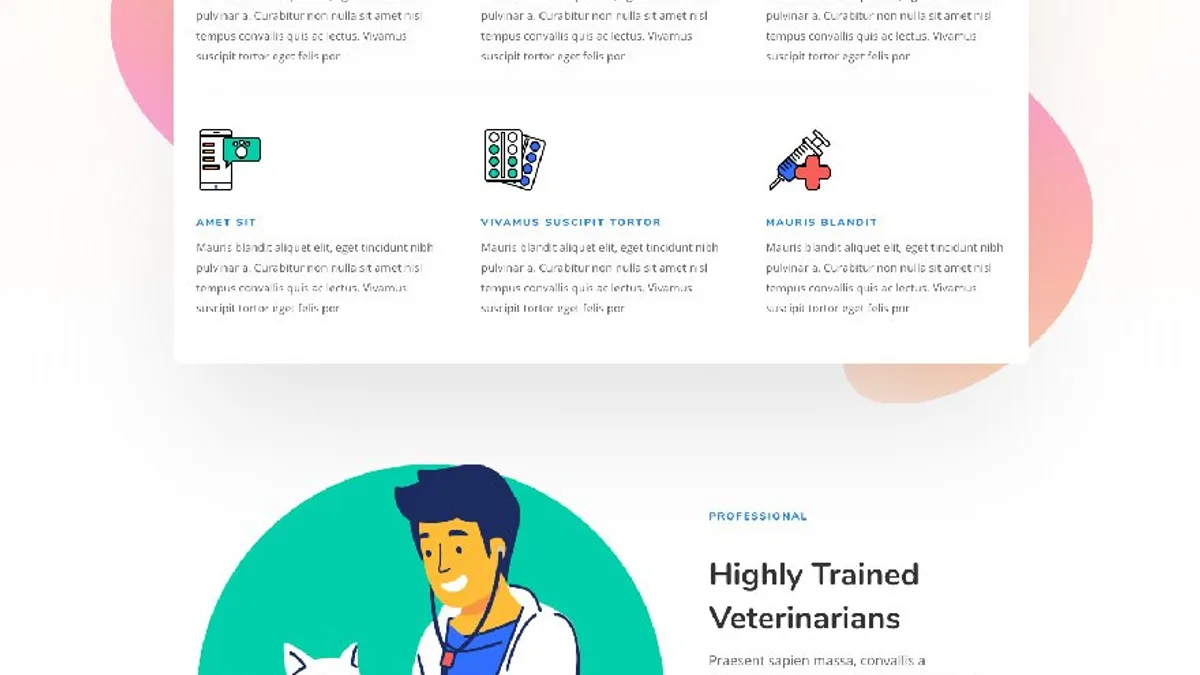 pulvinar a. Curabitur non nulla sit amet nisl
tempus convallis quis ac lectus. Vivamus
suscipit tortor eget felis por
pulvinar a. Curabitur non nulla sit amet nisl
tempus convallis quis ac lectus. Vivamus
suscipit tortor eget felis por
pulvinar a. Curabitur non nulla sit amet nisl
tempus convallis quis ac lectus. Vivamus
suscipit tortor eget felis por
AMET SIT
Mauris blandit aliquet elit, eget tincidunt nibh
pulvinar a. Curabitur non nulla sit amet nisl
tempus convallis quis ac lectus. Vivamus
suscipit tortor eget felis por
VIVAMUS SUSCIPIT TORTOR
Mauris blandit aliquet elit, eget tincidunt nibh
pulvinar a. Curabitur non nulla sit amet nisl
tempus convallis quis ac lectus. Vivamus
suscipit tortor eget felis por
MAURIS BLANDIT
Mauris blandit aliquet elit, eget tincidunt nibh
pulvinar a. Curabitur non nulla sit amet nisl
tempus convallis quis ac lectus. Vivamus
suscipit tortor eget felis por
PROFESSIONAL
Highly Trained
Veterinarians
Praesent sapien massa, convallis a